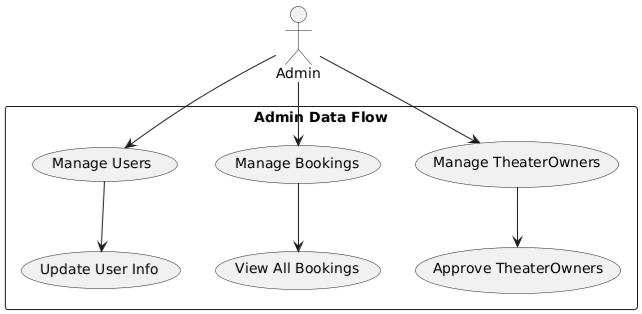 Admin
Admin Data Flow
Manage Users
Manage Bookings
Manage TheaterOwners
Update User Info
View All Bookings
Approve TheaterOwners